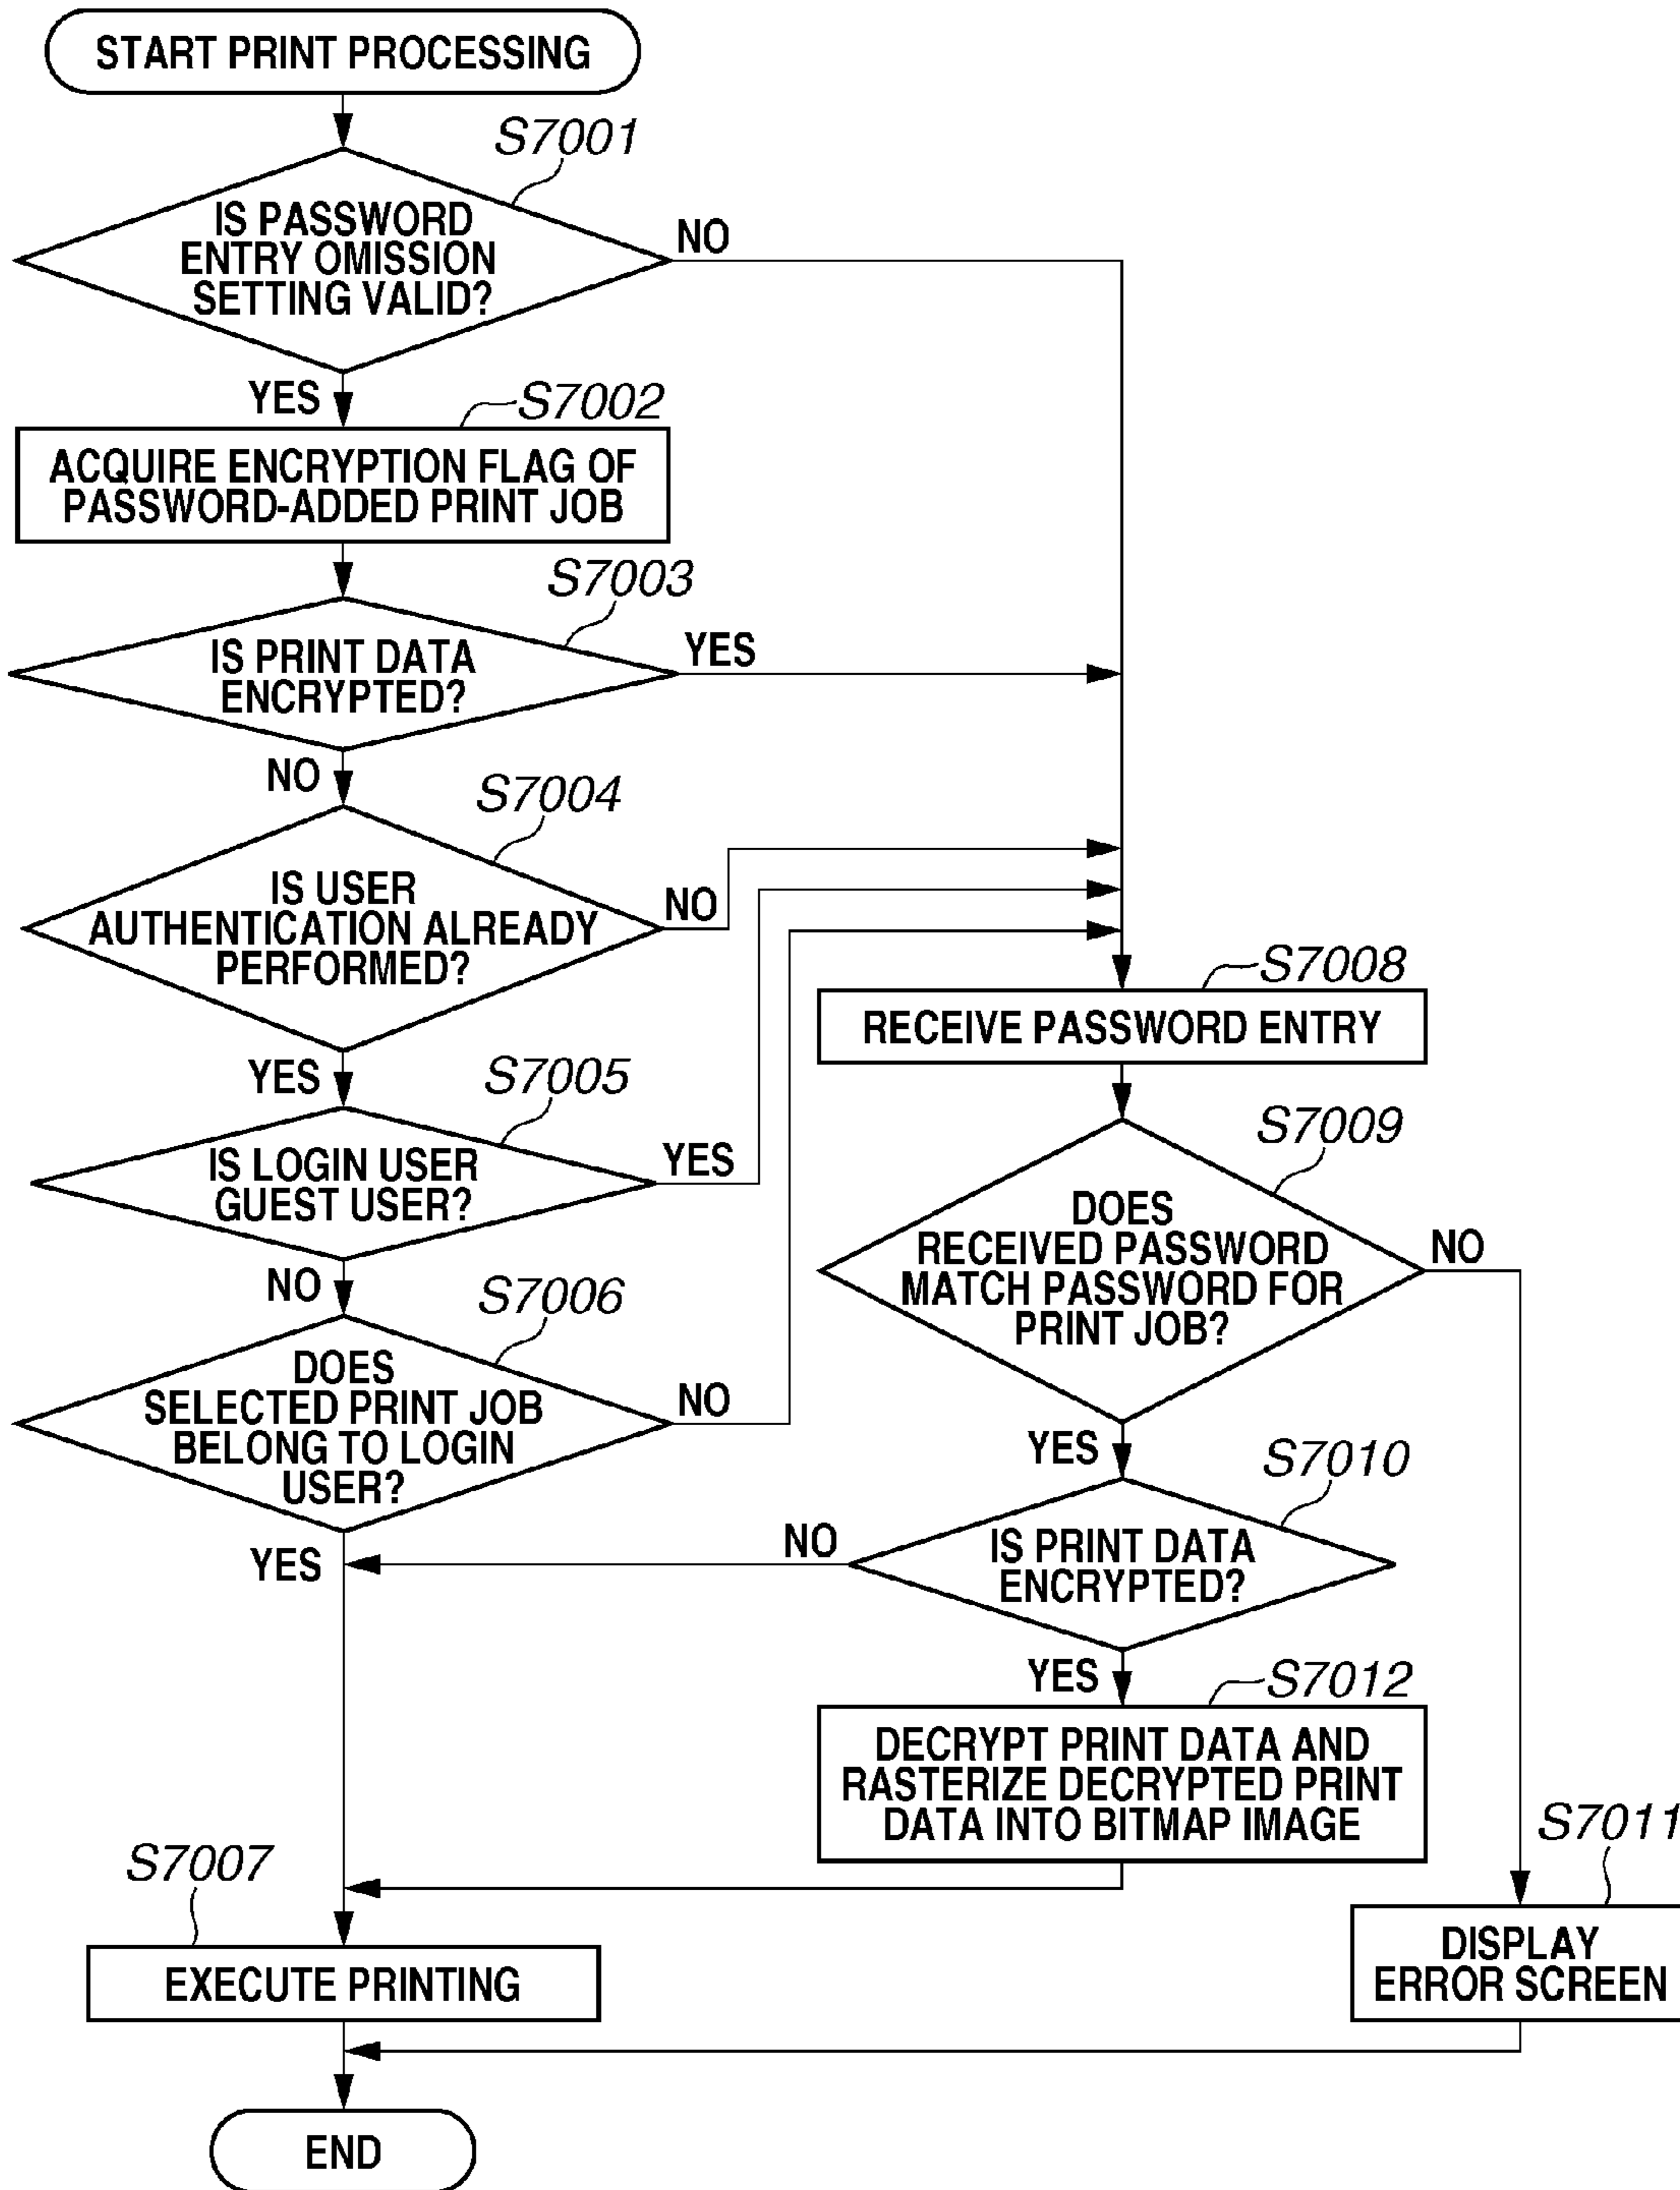 START PRINT PROCESSING
S7001
IS PASSWORD
ENTRY OMISSION
SETTING VALID?
NO
YES
S7002
ACQUIRE ENCRYPTION FLAG OF
PASSWORD-ADDED PRINT JOB
S7003
IS PRINT DATA
ENCRYPTED?
YES
NO
S7004
IS USER
AUTHENTICATION ALREADY
PERFORMED?
NO
YES
S7005
IS LOGIN USER
GUEST USER?
YES
NO
S7006
DOES
SELECTED PRINT JOB
BELONG TO LOGIN
USER?
NO
YES
S7008
RECEIVE PASSWORD ENTRY
S7009
DOES
RECEIVED PASSWORD
MATCH PASSWORD FOR
PRINT JOB?
NO
YES
S7010
IS PRINT DATA
ENCRYPTED?
NO
YES
S7012
DECRYPT PRINT DATA AND
RASTERIZE DECRYPTED PRINT
DATA INTO BITMAP IMAGE
S7011
DISPLAY
ERROR SCREEN
S7007
EXECUTE PRINTING
END